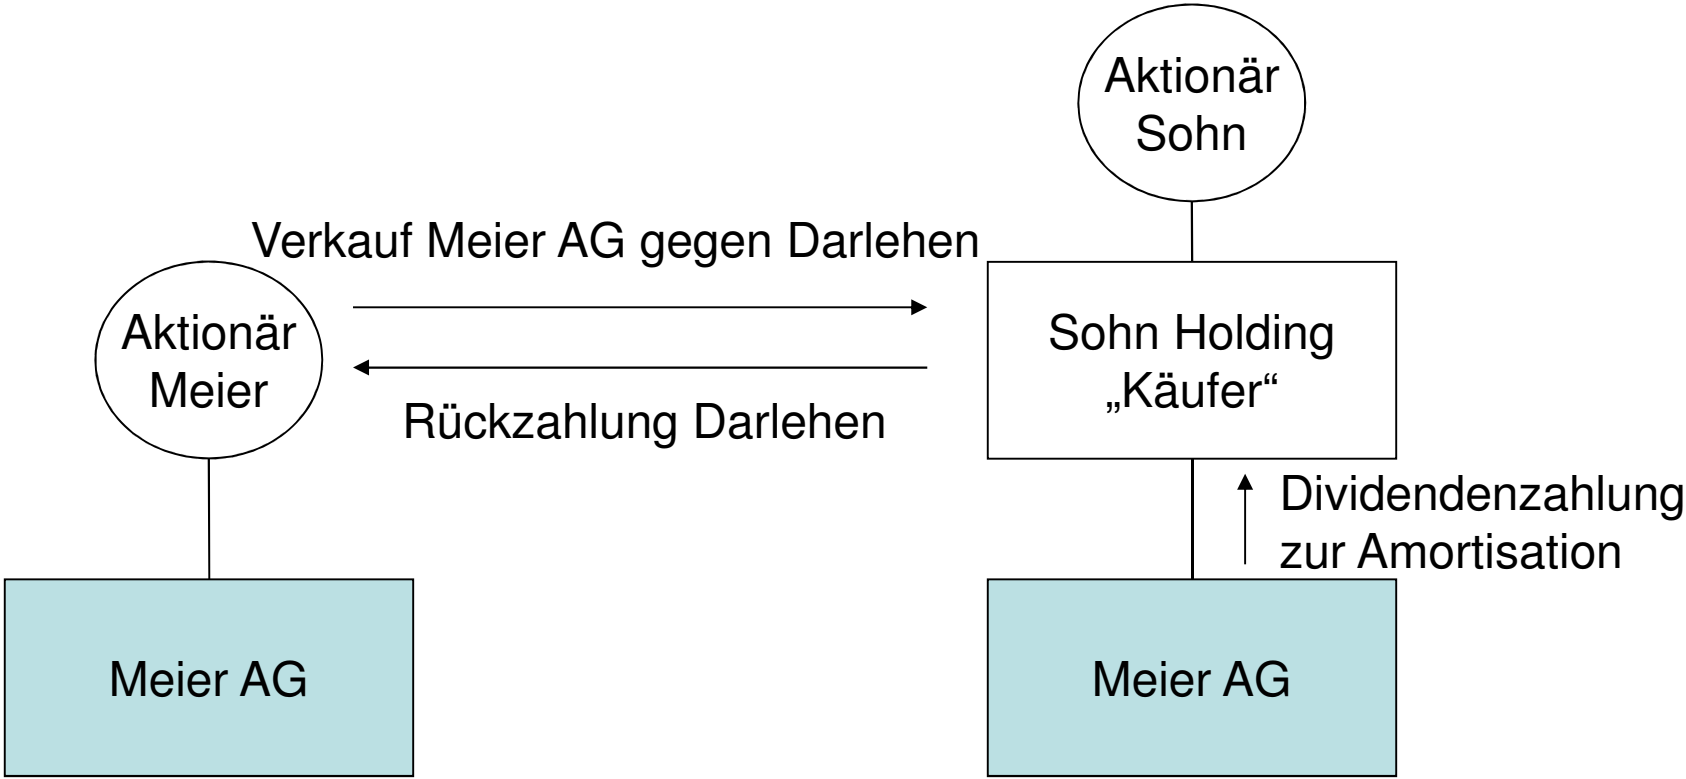 Aktionär
Sohn
Verkauf Meier AG gegen Darlehen
Aktionär
Meier
Sohn Holding
„Käufer“
Rückzahlung Darlehen
Dividendenzahlung
zur Amortisation
Meier AG
Meier AG